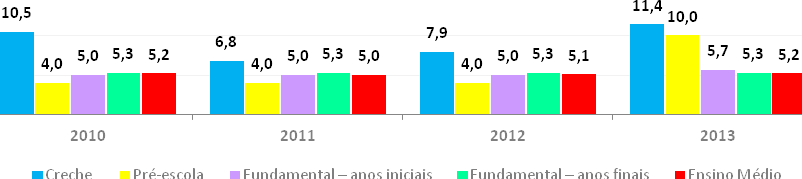 10,5 4,0 5,0 5,3 5,2 6,8 4,0 5,0 5,3 5,0 7,9 4,0 5,0 5,3 5,1 11,4 10,0 5,7 5,3 5,2
2010 2011 2012 2013
Creche Pré-escola Fundamental – anos iniciais Fundamental – anos finais Ensino Médio